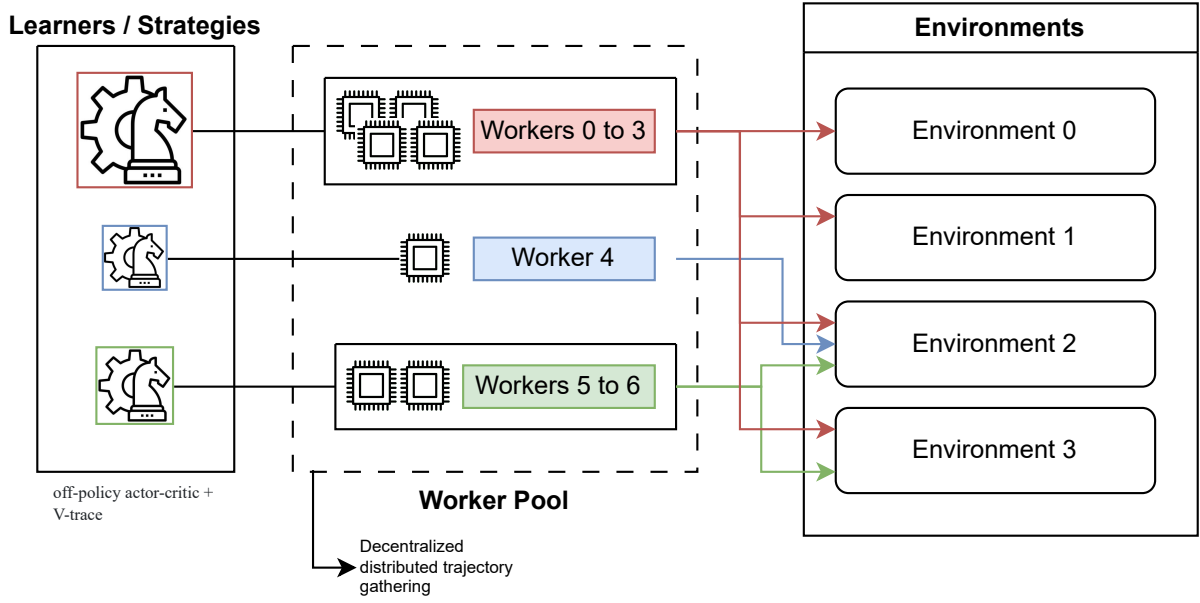 Learners / Strategies
Environments
Workers 0 to 3
Environment 0
Environment 1
Worker 4
Environment 2
Workers 5 to 6
Environment 3
off-policy actor-critic +
V-trace
Worker Pool
Decentralized
distributed trajectory
gathering